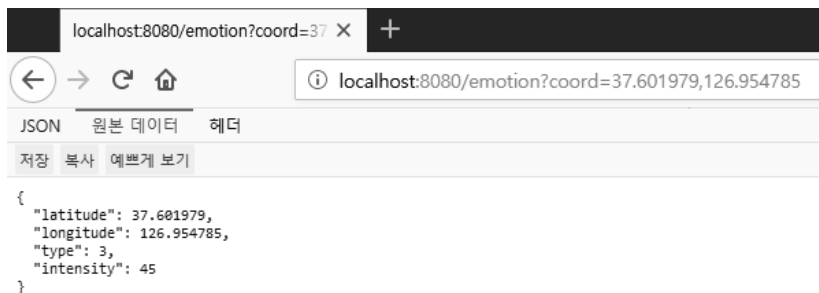 localhost:8080/emotion?coord=37
localhost:8080/emotion?coord=37.601979,126.954785
JSON 원본 데이터 헤더
저장 복사 예쁘게 보기
{
"latitude": 37.601979,
"longitude": 126.954785,
"type": 3,
"intensity": 45
}